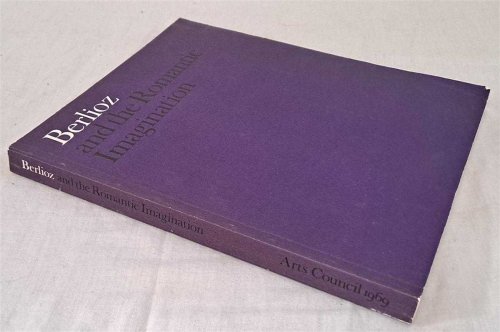 Berlioz
and the Romantic
Imagination
Berlioz and the Romantic Imagination Arts Council 1969